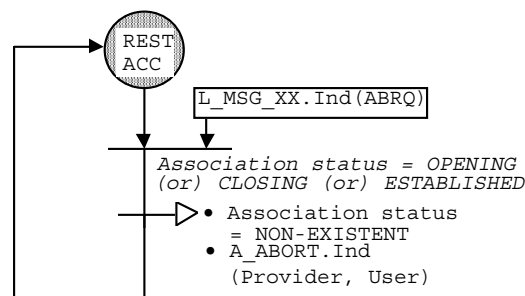 REST
ACC
L_MSG_XX.Ind(ABRQ)
Association status = OPENING
(or) CLOSING (or) ESTABLISHED
• Association status
= NON-EXISTENT
• A_ABORT.Ind
(Provider, User)